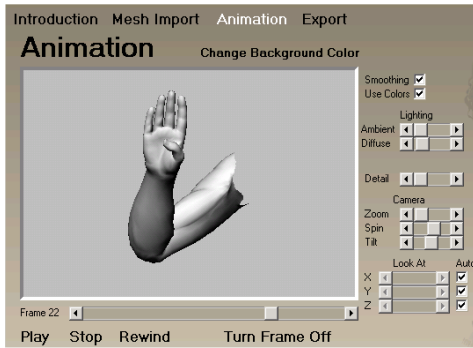 Introduction Mesh Import Animation Export
Animation
Change Background Color
Smoothing
Use Colors
Lighting
Ambient
Diffuse
Detail
Camera
Zoom
Spin
Tilt
Look At Auto
X
Y
Z
Frame 22
Play Stop Rewind Turn Frame Off